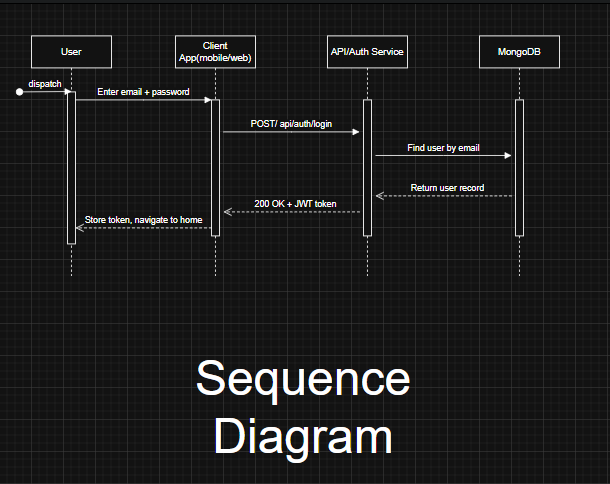 User
Client
App(mobile/web)
API/Auth Service
MongoDB
dispatch
Enter email + password
POST/ api/auth/login
Find user by email
Return user record
200 OK + JWT token
Store token, navigate to home
Sequence
Diagram